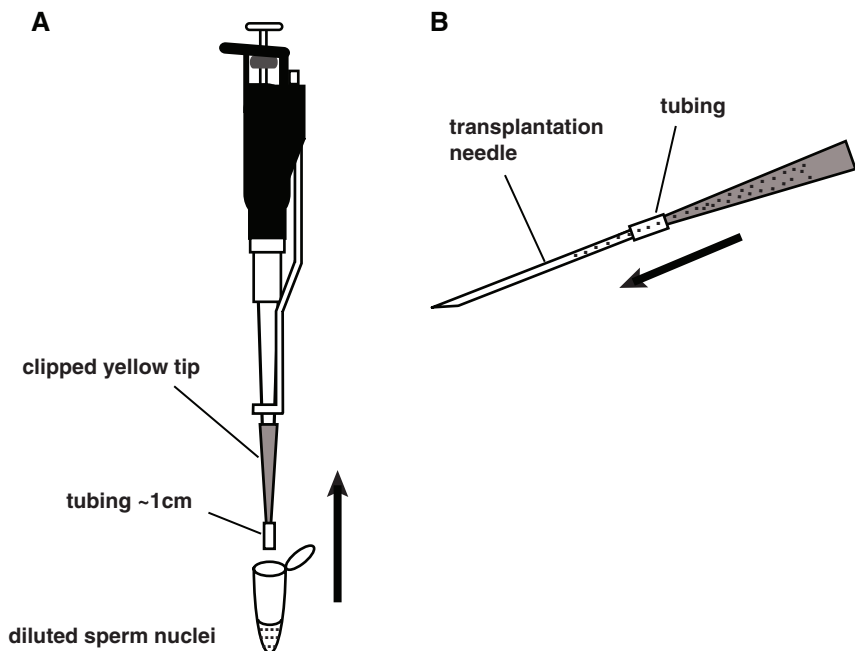 A
B
tubing
transplantation
needle
clipped yellow tip
tubing ~1cm
diluted sperm nuclei